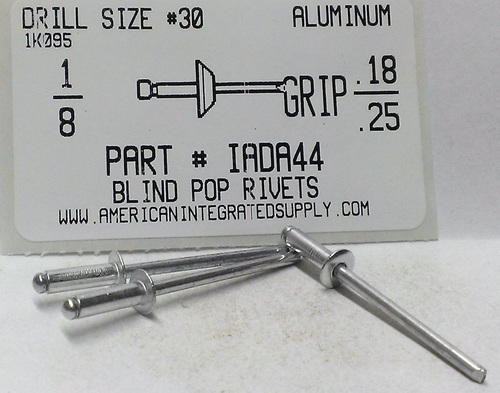 DRILL SIZE #30 ALUMINUM
1K095
1/8 GRIP .18/.25
PART # IADA44
BLIND POP RIVETS
WWW.AMERICANINTEGRATEDSUPPLY.COM